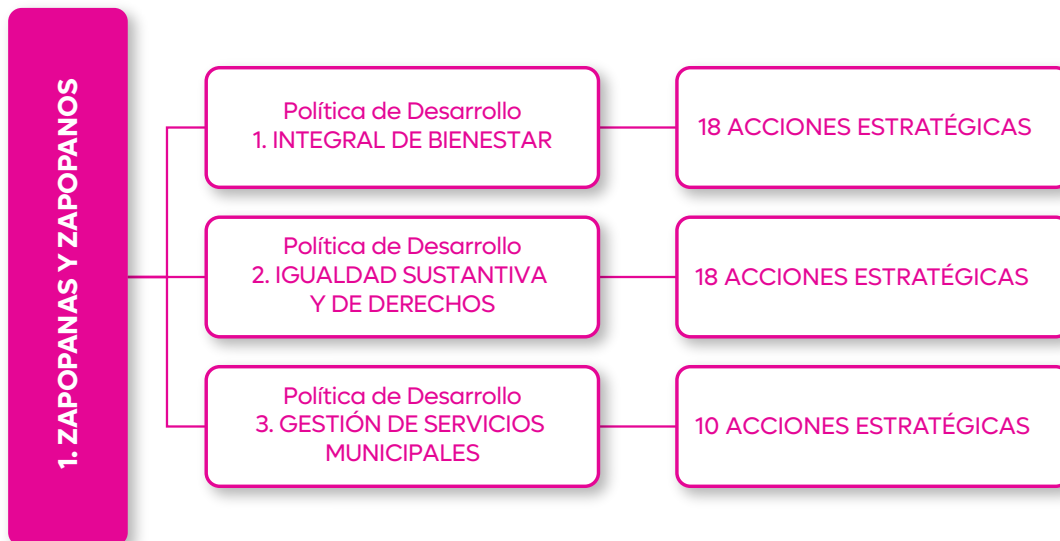 1. ZAPOPANAS Y ZAPOPANOS
Política de Desarrollo
1. INTEGRAL DE BIENESTAR
18 ACCIONES ESTRATÉGICAS
Política de Desarrollo
2. IGUALDAD SUSTANTIVA
Y DE DERECHOS
18 ACCIONES ESTRATÉGICAS
Política de Desarrollo
3. GESTIÓN DE SERVICIOS
MUNICIPALES
10 ACCIONES ESTRATÉGICAS